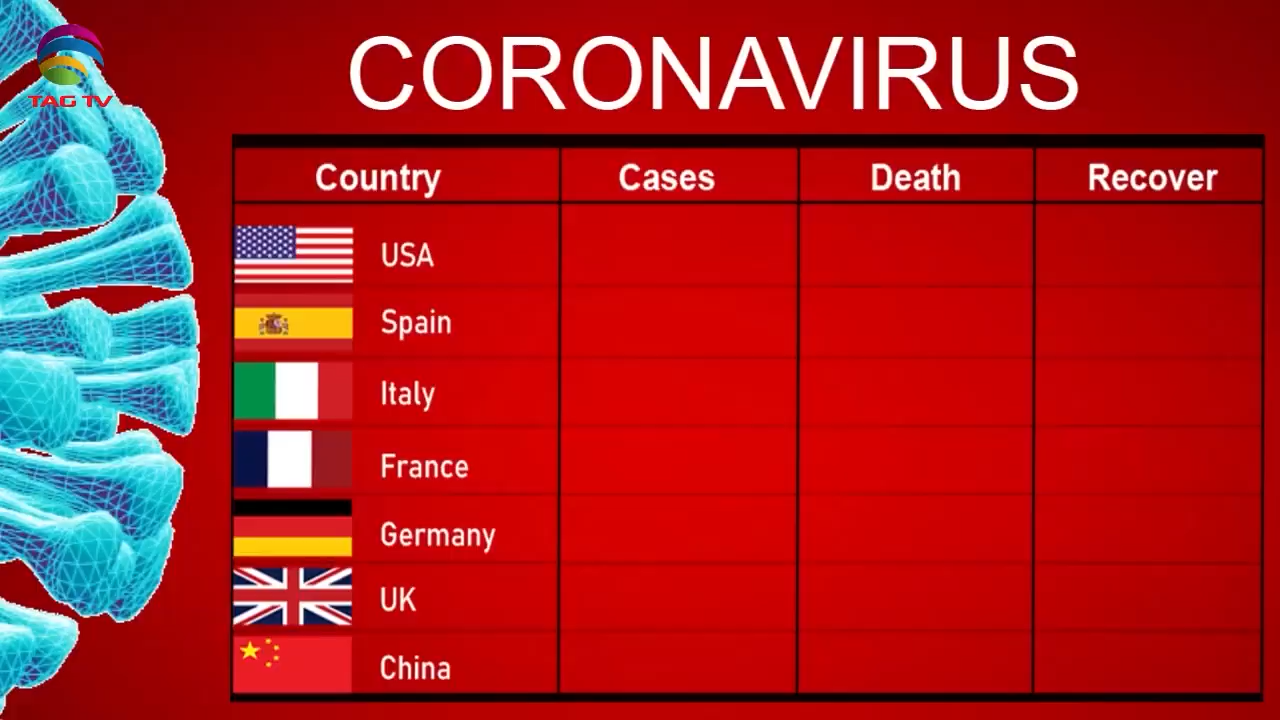 TAG TV
CORONAVIRUS
Country Cases Death Recover
USA
Spain
Italy
France
Germany
UK
China